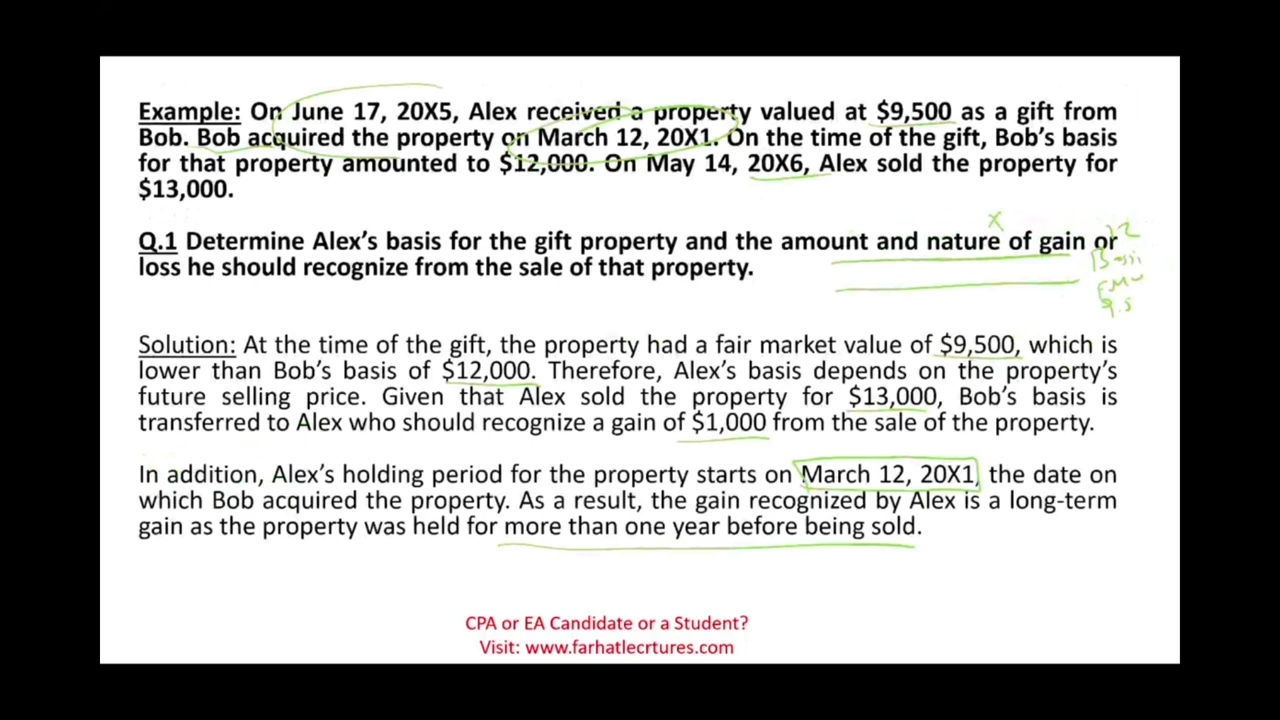 Example: On June 17, 20X5, Alex received a property valued at $9,500 as a gift from
Bob. Bob acquired the property on March 12, 20X1. On the time of the gift, Bob's basis
for that property amounted to $12,000. On May 14, 20X6, Alex sold the property for
$13,000.
x
Q.1 Determine Alex's basis for the gift property and the amount and nature of gain or
loss he should recognize from the sale of that property.
12
Basis
FMV
9.5
Solution: At the time of the gift, the property had a fair market value of $9,500, which is
lower than Bob's basis of $12,000. Therefore, Alex's basis depends on the property's
future selling price. Given that Alex sold the property for $13,000, Bob's basis is
transferred to Alex who should recognize a gain of $1,000 from the sale of the property.
In addition, Alex's holding period for the property starts on March 12, 20X1, the date on
which Bob acquired the property. As a result, the gain recognized by Alex is a long-term
gain as the property was held for more than one year before being sold.
CPA or EA Candidate or a Student?
Visit: www.farhatlecrtures.com